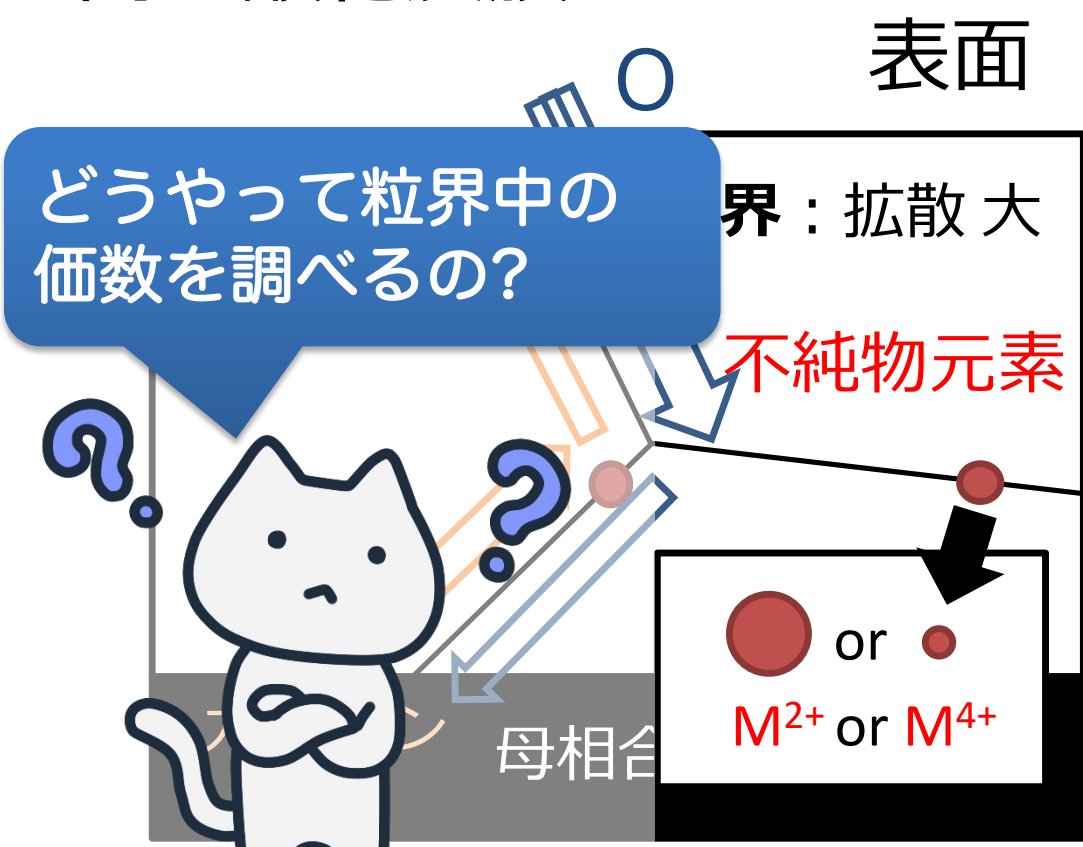 O
表面
どうやって粒界中の
価数を調べるの?
界：拡散 大
不純物元素
or
M²⁺ or M⁴⁺
母相合